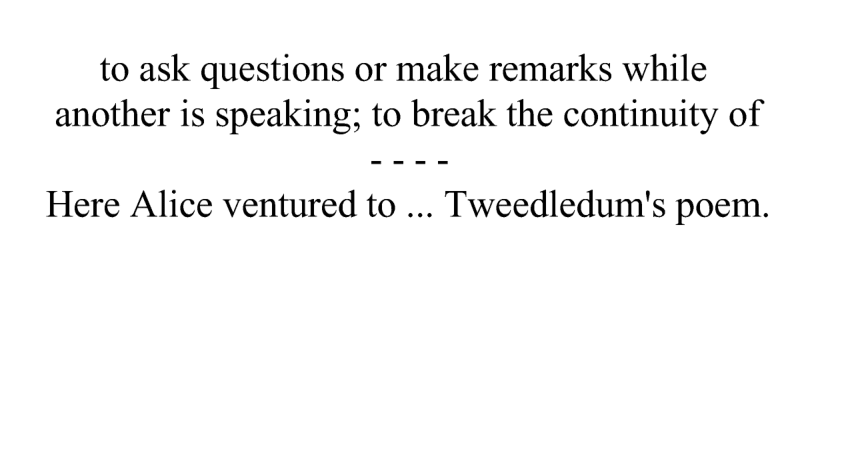 to ask questions or make remarks while
another is speaking; to break the continuity of
- - - -
Here Alice ventured to ... Tweedledum's poem.